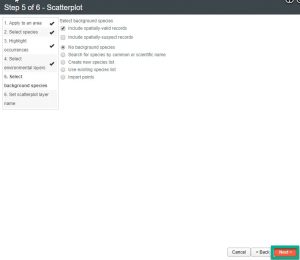 Step 5 of 6 - Scatterplot
1. Apply to an area
2. Select species
3. Highlight
occurrences
4. Select
environmental layers
5. Select
background species
6. Set scatterplot layer
name
Select background species
Include spatially-valid records
Include spatially-suspect records
No background species
Search for species by common or scientific name
Create new species list
Use existing species list
Import points
Cancel
< Back
Next >